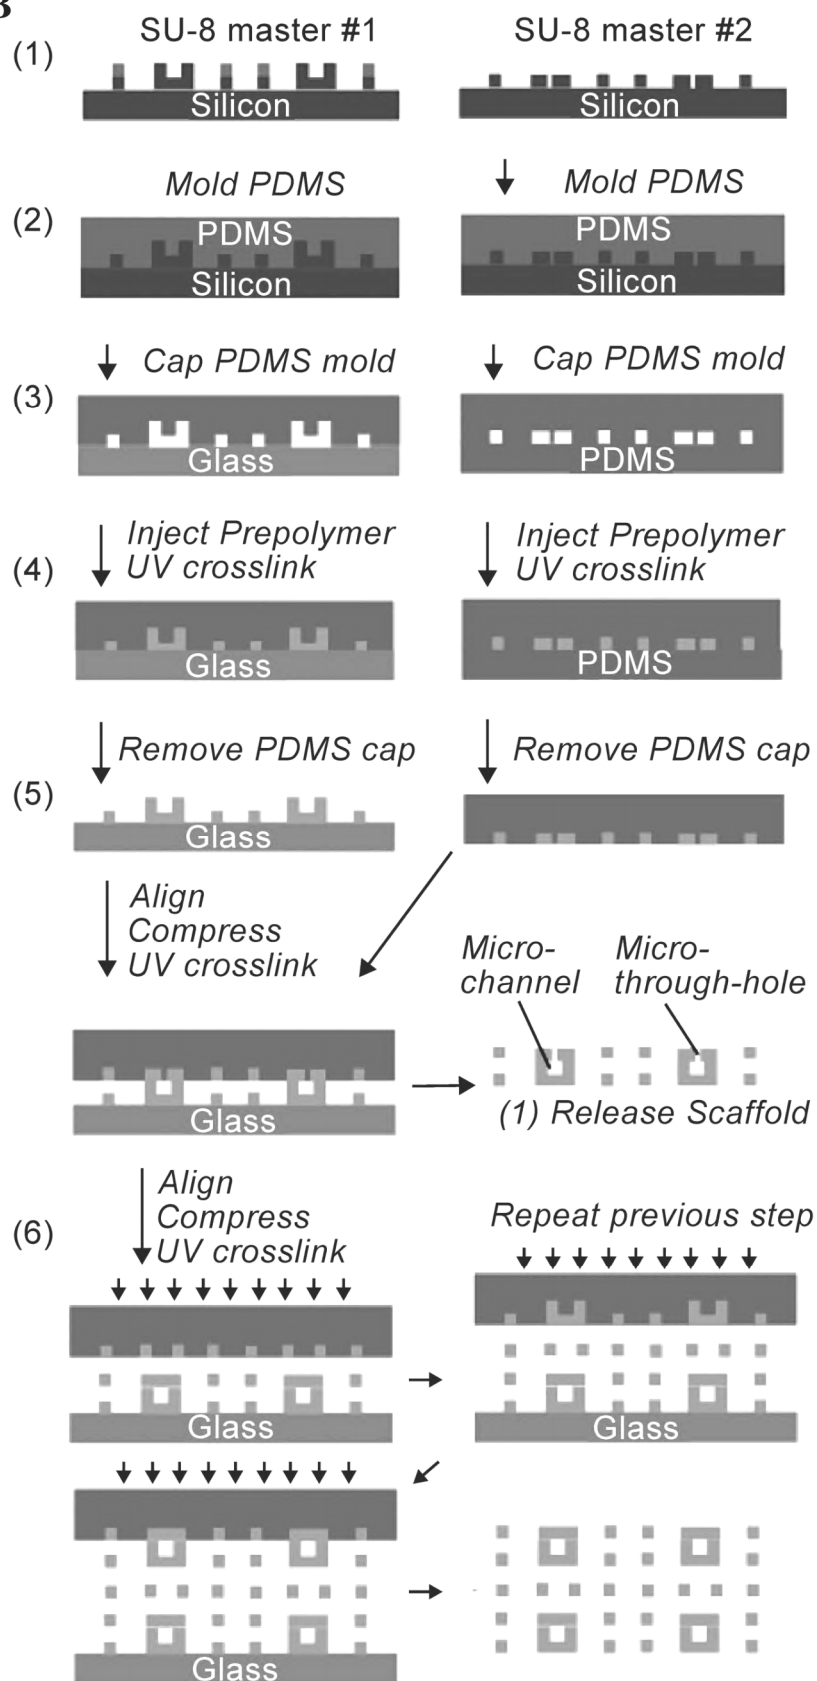 B
SU-8 master #1
SU-8 master #2
(1)
Silicon
Silicon
Mold PDMS
Mold PDMS
(2)
PDMS
PDMS
Silicon
Silicon
Cap PDMS mold
Cap PDMS mold
(3)
Glass
PDMS
Inject Prepolymer
UV crosslink
Inject Prepolymer
UV crosslink
(4)
Glass
PDMS
Remove PDMS cap
Remove PDMS cap
(5)
Glass
Align
Compress
UV crosslink
Micro-
channel
Micro-
through-hole
Glass
(1) Release Scaffold
(6)
Align
Compress
UV crosslink
Repeat previous step
Glass
Glass
Glass